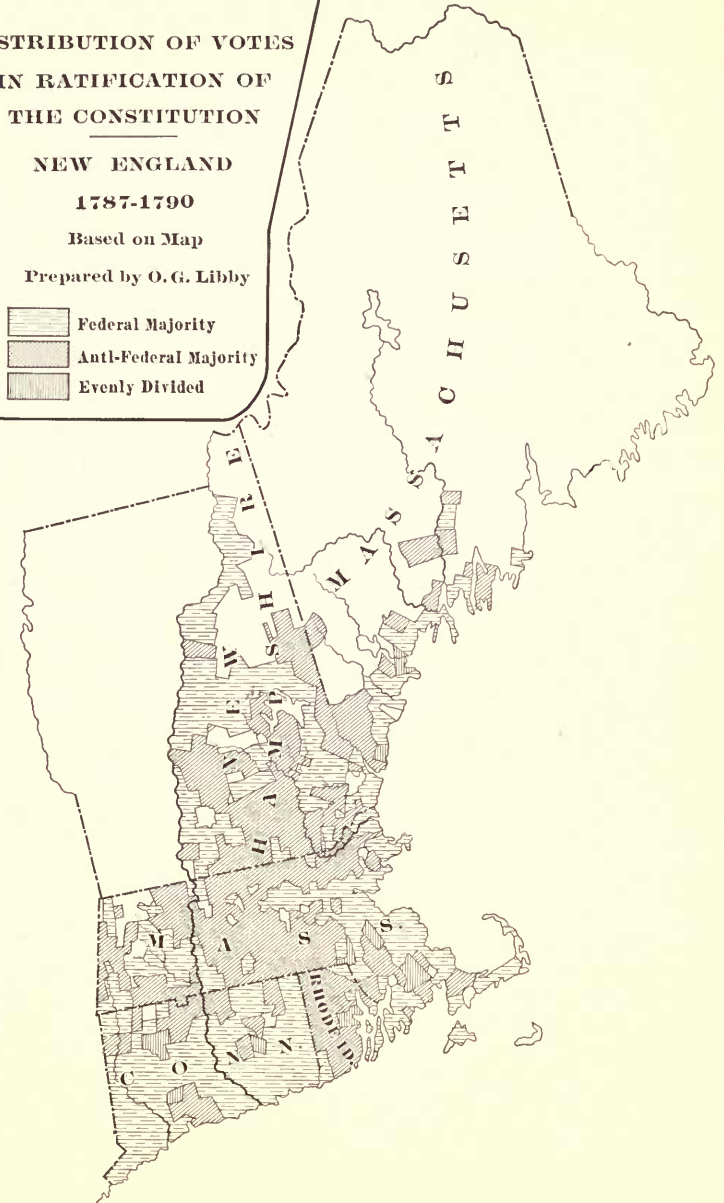 STRIBUTION OF VOTES
IN RATIFICATION OF
THE CONSTITUTION
NEW ENGLAND
1787-1790
Based on Map
Prepared by O. G. Libby
Federal Majority
Anti-Federal Majority
Evenly Divided
MASSACHUSETTS
NEW HAMPSHIRE
MASS.
RHODE ID.
CONN.